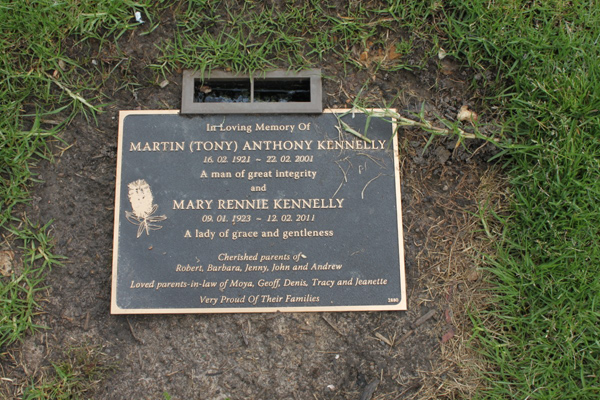 In Loving Memory Of
MARTIN (TONY) ANTHONY KENNELLY
16. 02. 1921 ~ 22. 02. 2001
A man of great integrity
and
MARY RENNIE KENNELLY
09. 01. 1923 ~ 12. 02. 2011
A lady of grace and gentleness
Cherished parents of
Robert, Barbara, Jenny, John and Andrew
Loved parents-in-law of Moya, Geoff, Denis, Tracy and Jeanette
Very Proud Of Their Families